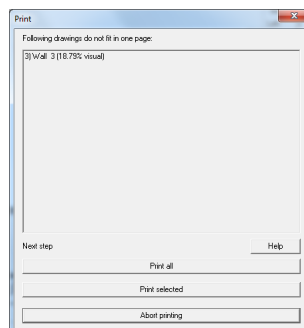 Print
Following drawings do not fit in one page:
3) Wall 3 (18.79% visual)
Next step
Help
Print all
Print selected
Abort printing